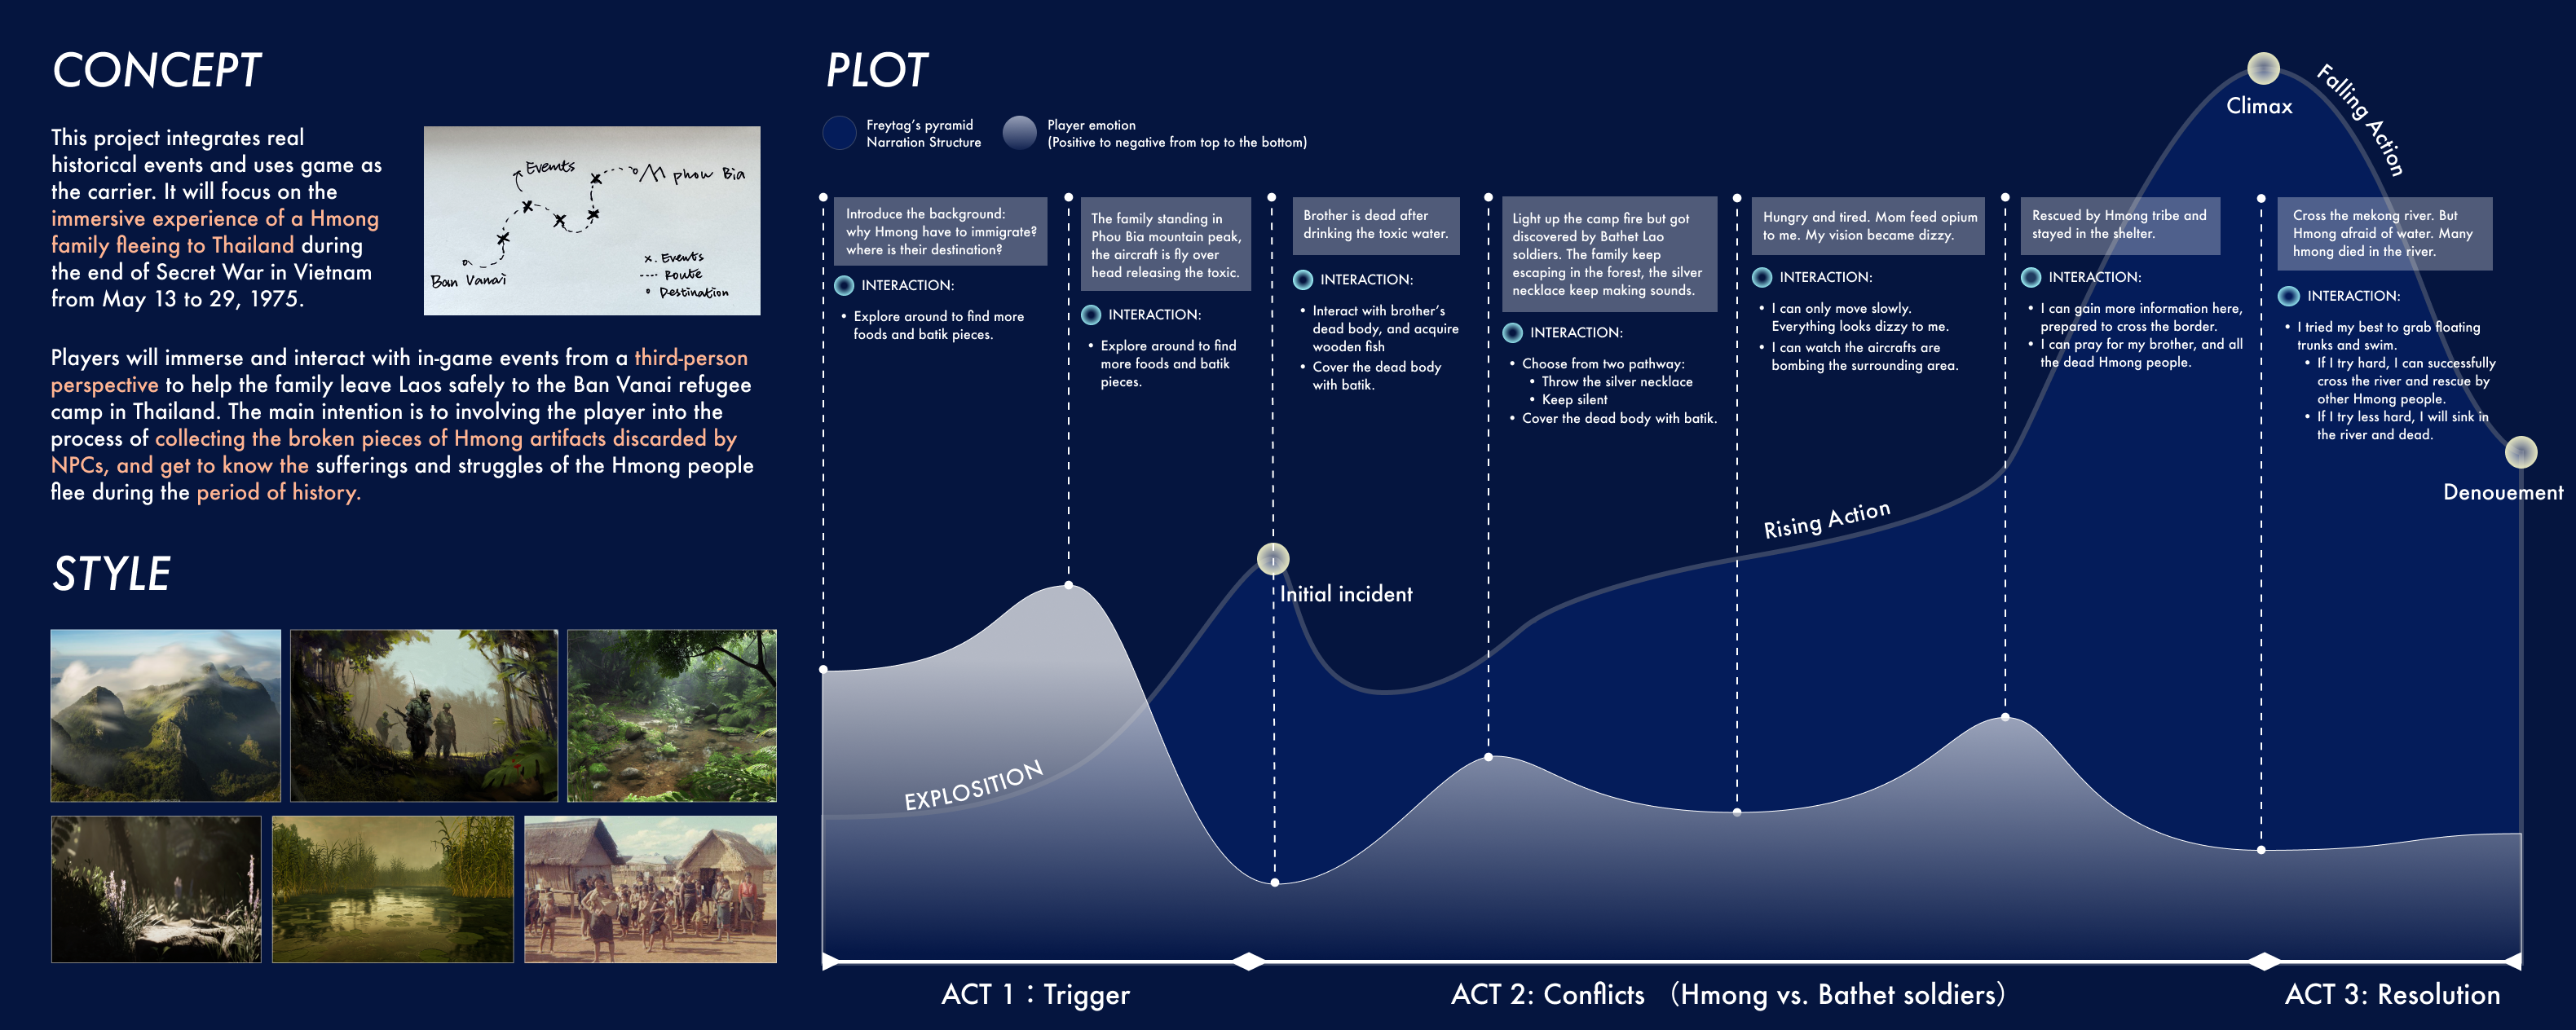 CONCEPT
This project integrates real
historical events and uses game as
the carrier. It will focus on the
immersive experience of a Hmong
family fleeing to Thailand during
the end of Secret War in Vietnam
from May 13 to 29, 1975.
Events
phow Bia
Ban Vanai
x. Events
---- Route
o Destination
Players will immerse and interact with in-game events from a third-person
perspective to help the family leave Laos safely to the Ban Vanai refugee
camp in Thailand. The main intention is to involving the player into the
process of collecting the broken pieces of Hmong artifacts discarded by
NPCs, and get to know the sufferings and struggles of the Hmong people
flee during the period of history.
STYLE
PLOT
Freytag's pyramid
Narration Structure
Player emotion
(Positive to negative from top to the bottom)
Introduce the background:
why Hmong have to immigrate?
where is their destination?
INTERACTION:
• Explore around to find more
foods and batik pieces.
The family standing in
Phou Bia mountain peak,
the aircraft is fly over
head releasing the toxic.
INTERACTION:
• Explore around to find
more foods and batik
pieces.
Brother is dead after
drinking the toxic water.
INTERACTION:
• Interact with brother's
dead body, and acquire
wooden fish
• Cover the dead body
with batik.
Light up the camp fire but got
discovered by Bathet Lao
soldiers. The family keep
escaping in the forest, the silver
necklace keep making sounds.
INTERACTION:
• Choose from two pathway:
• Throw the silver necklace
• Keep silent
• Cover the dead body with batik.
Hungry and tired. Mom feed opium
to me. My vision became dizzy.
INTERACTION:
• I can only move slowly.
Everything looks dizzy to me.
• I can watch the aircrafts are
bombing the surrounding area.
Rescued by Hmong tribe and
stayed in the shelter.
INTERACTION:
• I can gain more information here,
prepared to cross the border.
• I can pray for my brother, and all
the dead Hmong people.
Cross the mekong river. But
Hmong afraid of water. Many
hmong died in the river.
INTERACTION:
• I tried my best to grab floating
trunks and swim.
• If I try hard, I can successfully
cross the river and rescue by
other Hmong people.
• If I try less hard, I will sink in
the river and dead.
EXPLOSITION
Initial incident
Rising Action
Climax
Falling Action
Denouement
ACT 1：Trigger
ACT 2: Conflicts （Hmong vs. Bathet soldiers）
ACT 3: Resolution